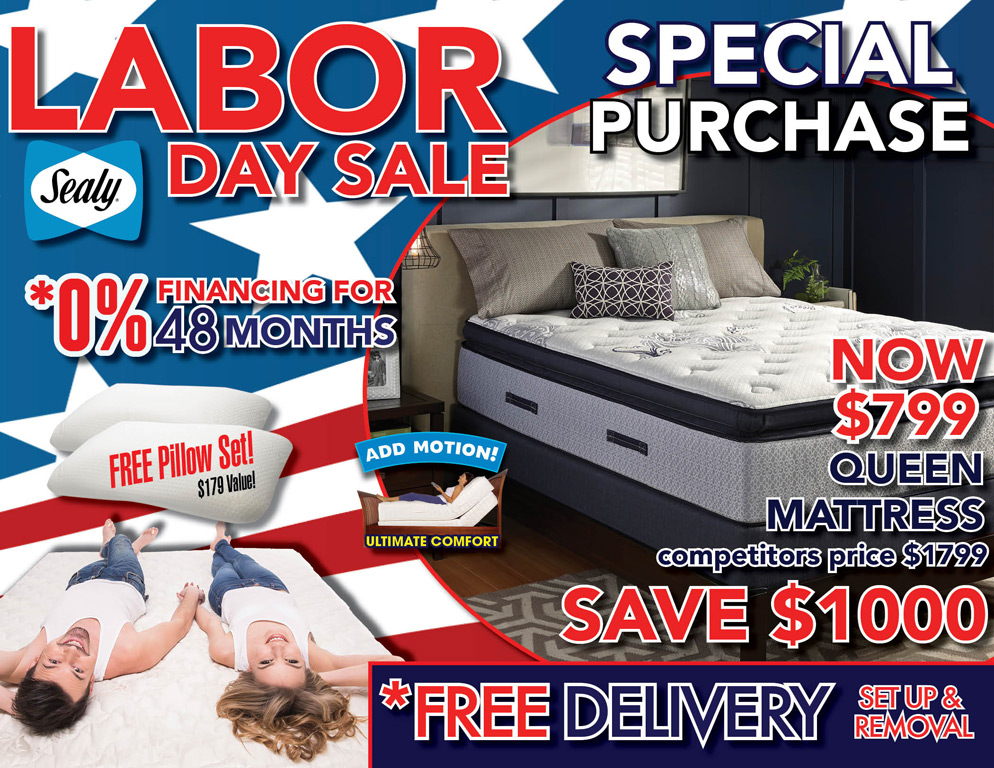 LABOR
DAY SALE
Sealy
SPECIAL
PURCHASE
*0% FINANCING FOR
48 MONTHS
FREE Pillow Set!
$179 Value!
ADD MOTION!
ULTIMATE COMFORT
NOW
$799
QUEEN
MATTRESS
competitors price $1799
SAVE $1000
*FREE DELIVERY
SET UP &
REMOVAL